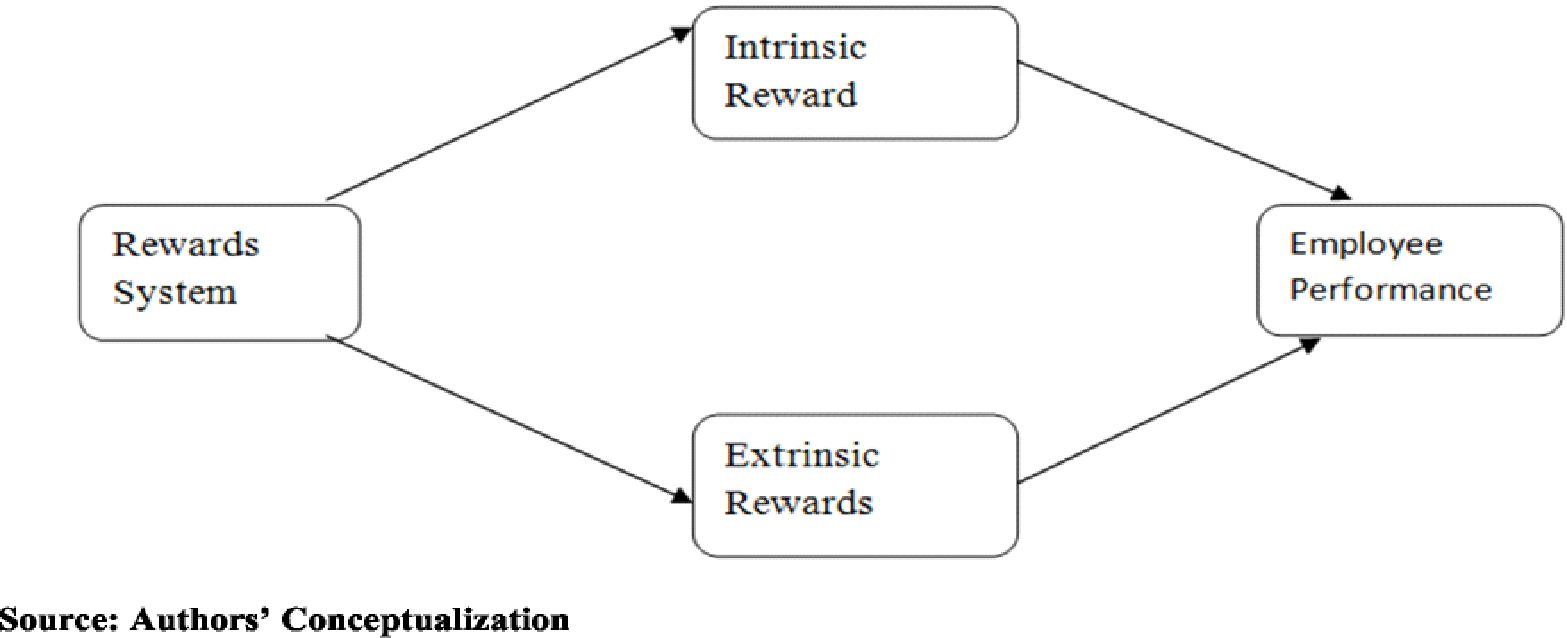 Intrinsic
Reward
Rewards
System
Employee
Performance
Extrinsic
Rewards
Source: Authors’ Conceptualization